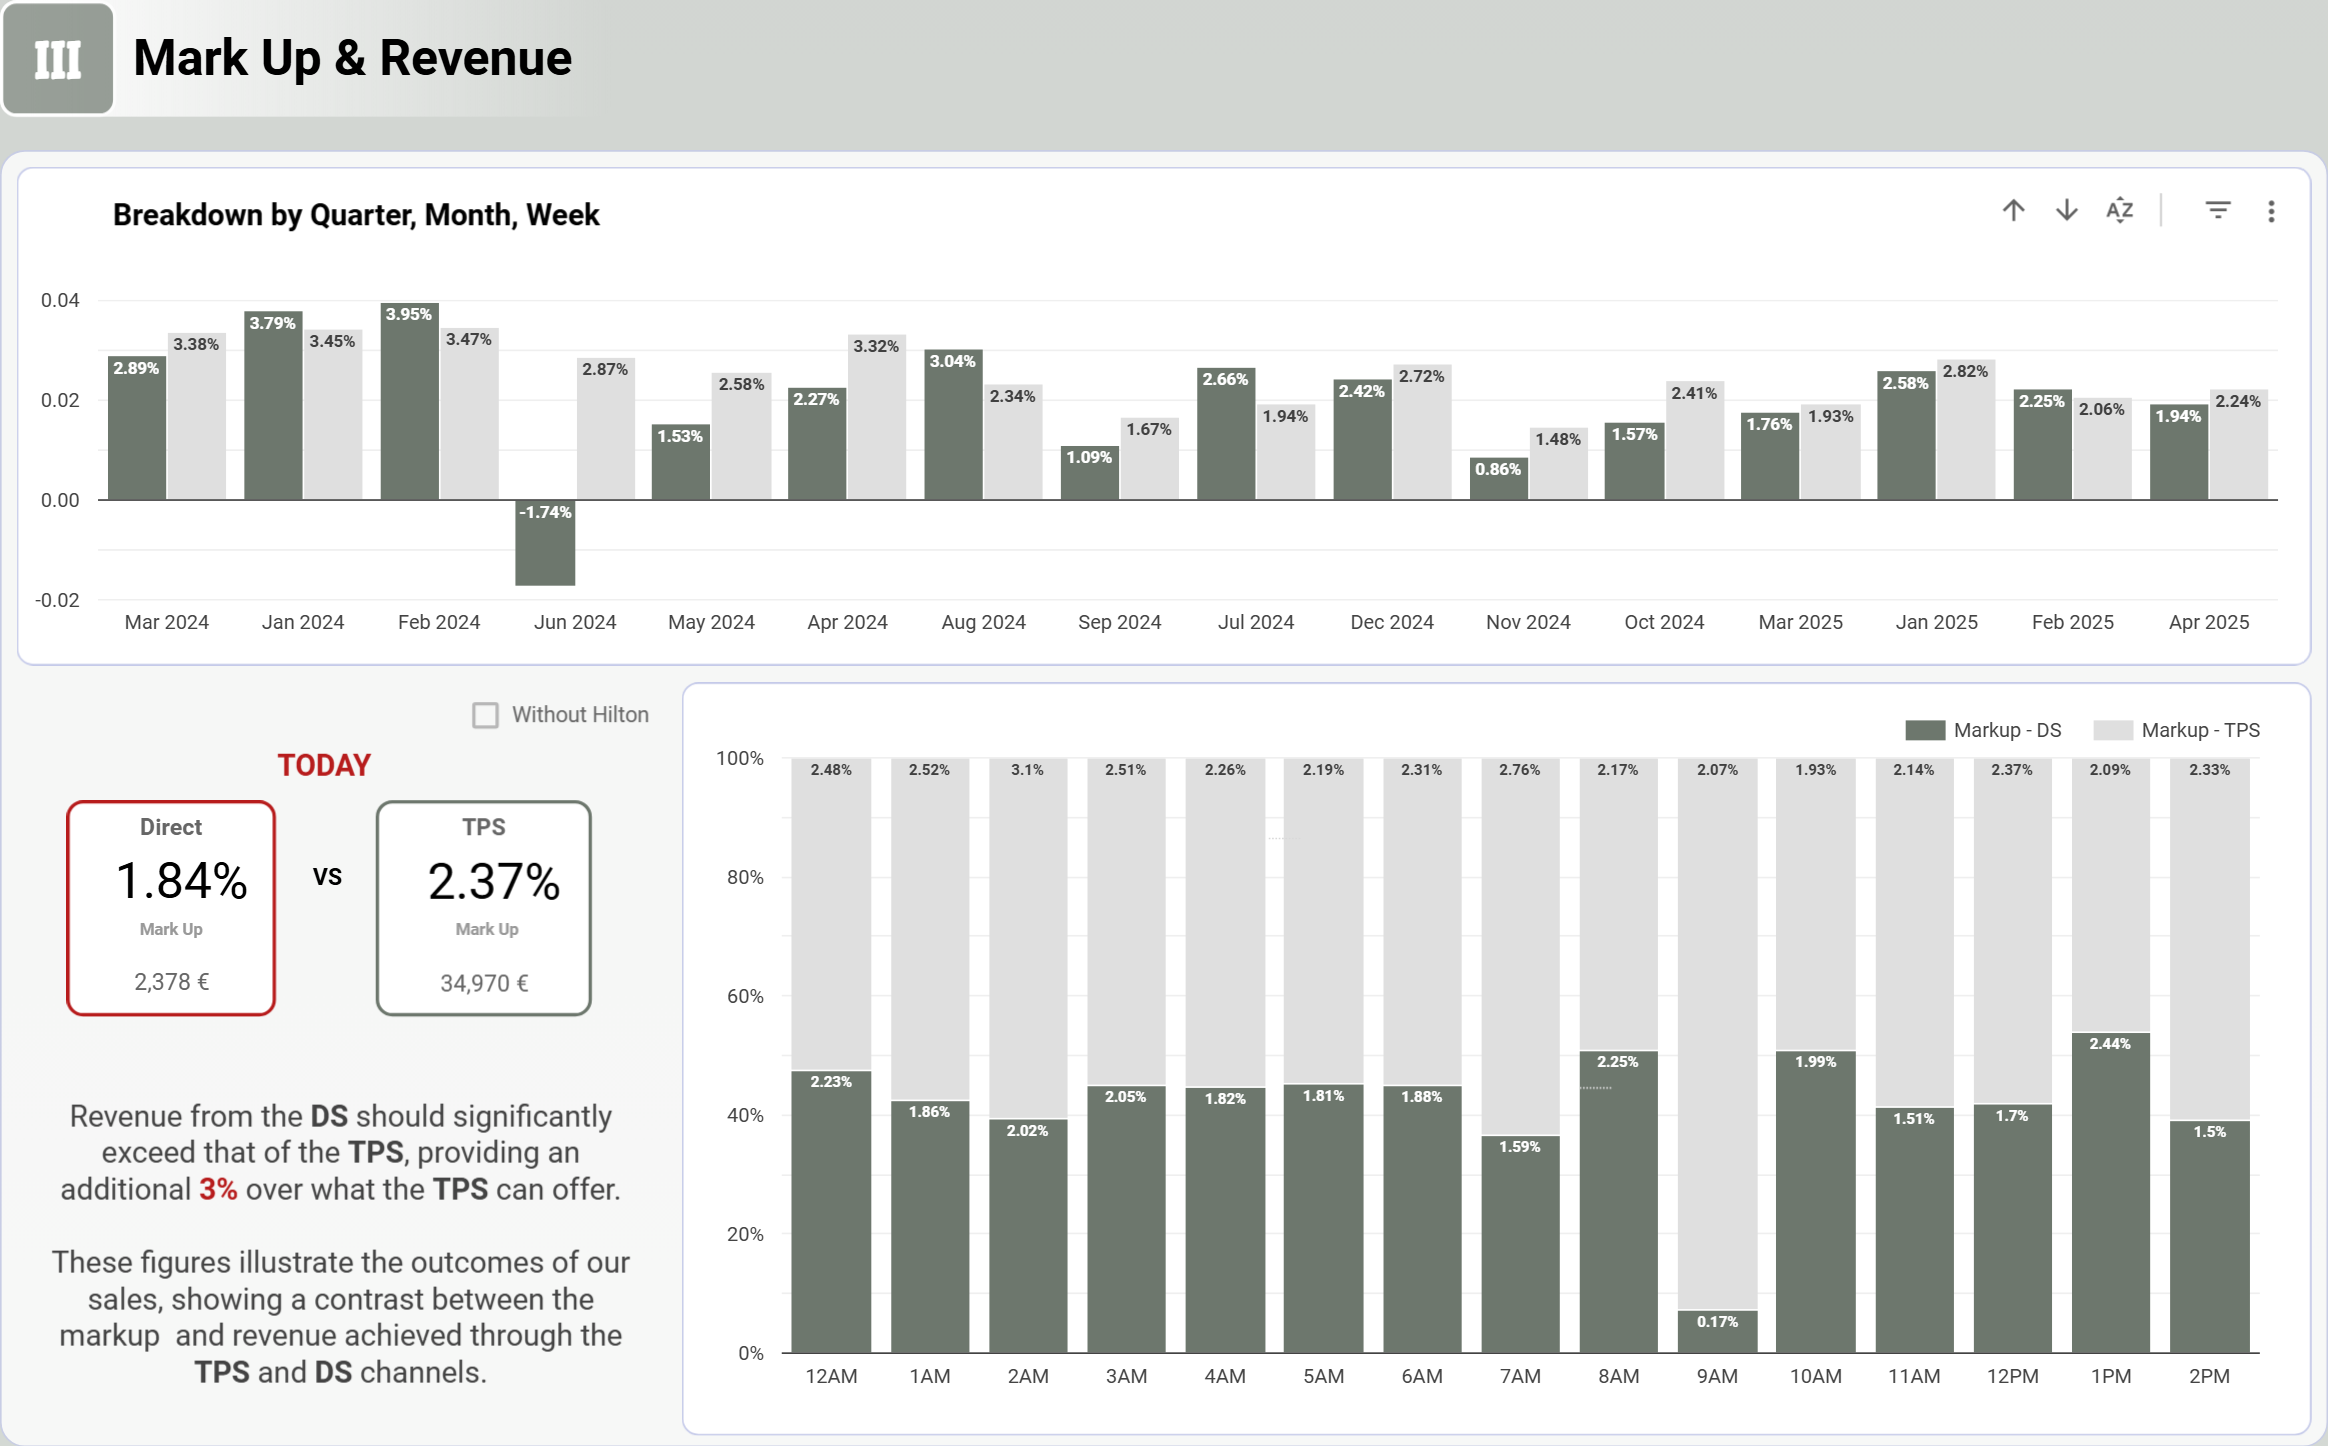 III
Mark Up & Revenue
Breakdown by Quarter, Month, Week
AZ
0.04
0.02
0.00
-0.02
2.89%
3.38%
3.79%
3.45%
3.95%
3.47%
-1.74%
2.87%
1.53%
2.58%
2.27%
3.32%
3.04%
2.34%
1.09%
1.67%
2.66%
1.94%
2.42%
2.72%
0.86%
1.48%
1.57%
2.41%
1.76%
1.93%
2.58%
2.82%
2.25%
2.06%
1.94%
2.24%
Mar 2024
Jan 2024
Feb 2024
Jun 2024
May 2024
Apr 2024
Aug 2024
Sep 2024
Jul 2024
Dec 2024
Nov 2024
Oct 2024
Mar 2025
Jan 2025
Feb 2025
Apr 2025
Without Hilton
TODAY
Direct
1.84%
Mark Up
2,378 €
VS
TPS
2.37%
Mark Up
34,970 €
Revenue from the DS should significantly
exceed that of the TPS, providing an
additional 3% over what the TPS can offer.
These figures illustrate the outcomes of our
sales, showing a contrast between the
markup  and revenue achieved through the
TPS and DS channels.
Markup - DS
Markup - TPS
100%
80%
60%
40%
20%
0%
2.48%
2.52%
3.1%
2.51%
2.26%
2.19%
2.31%
2.76%
2.17%
2.07%
1.93%
2.14%
2.37%
2.09%
2.33%
2.23%
1.86%
2.02%
2.05%
1.82%
1.81%
1.88%
1.59%
2.25%
0.17%
1.99%
1.51%
1.7%
2.44%
1.5%
12AM
1AM
2AM
3AM
4AM
5AM
6AM
7AM
8AM
9AM
10AM
11AM
12PM
1PM
2PM